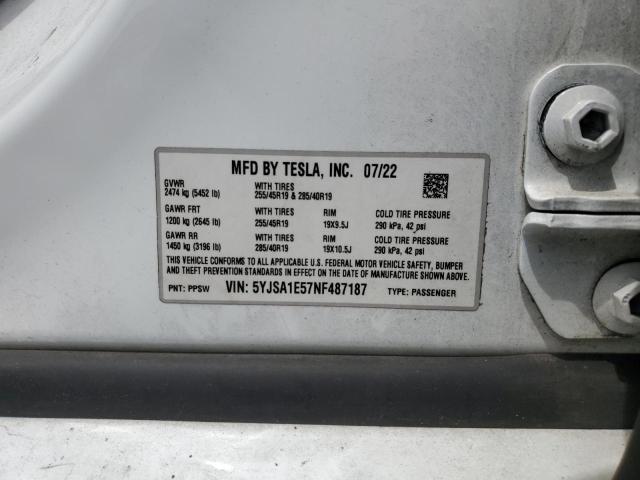 MFD BY TESLA, INC. 07/22
GVWR WITH TIRES
2474 kg (5452 lb) 255/45R19 & 285/40R19
GAWR FRT WITH TIRES RIM COLD TIRE PRESSURE
1200 kg (2645 lb) 255/45R19 19X9.5J 290 kPa, 42 psi
GAWR RR WITH TIRES RIM COLD TIRE PRESSURE
1450 kg (3196 lb) 285/40R19 19X10.5J 290 kPa, 42 psi
THIS VEHICLE CONFORMS TO ALL APPLICABLE U.S. FEDERAL MOTOR VEHICLE SAFETY, BUMPER
AND THEFT PREVENTION STANDARDS IN EFFECT ON THE DATE OF MANUFACTURE SHOWN ABOVE.
PNT: PPSW VIN: 5YJSA1E57NF487187 TYPE: PASSENGER